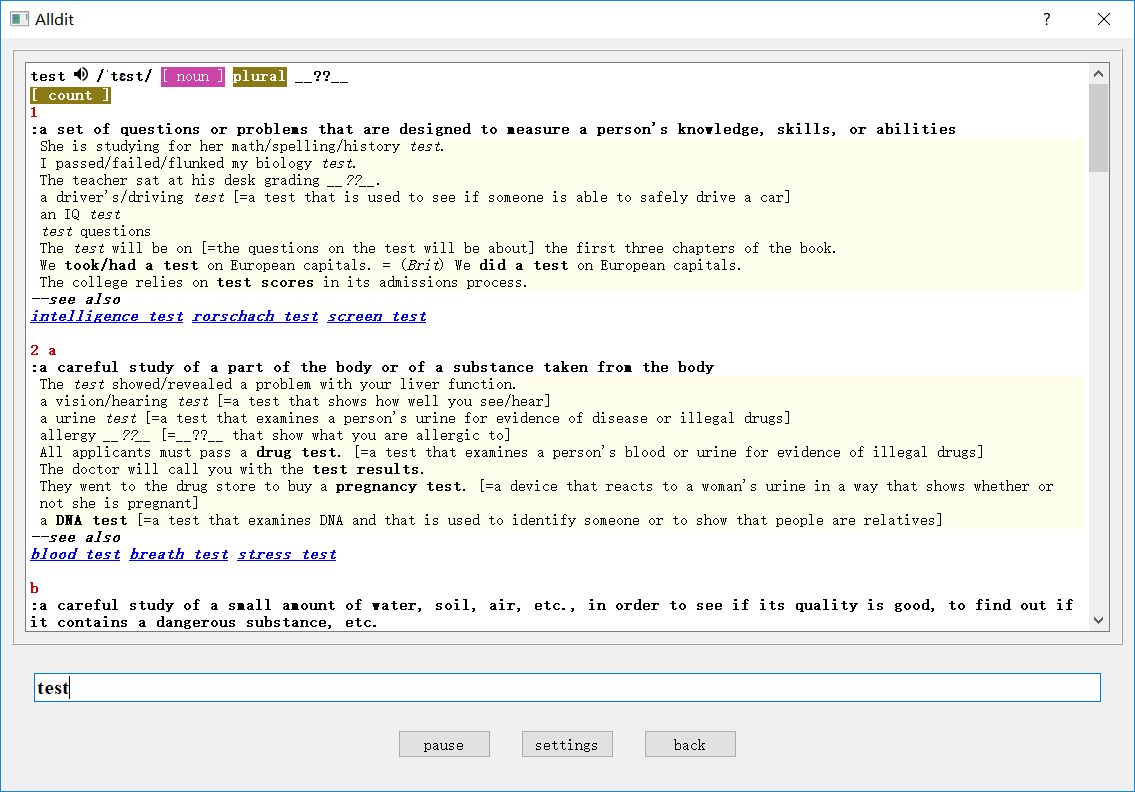 Alldit
?
test /ˈtɛst/ [ noun ] plural __??__
[ count ]
1
:a set of questions or problems that are designed to measure a person's knowledge, skills, or abilities
She is studying for her math/spelling/history test.
I passed/failed/flunked my biology test.
The teacher sat at his desk grading __??__.
a driver's/driving test [=a test that is used to see if someone is able to safely drive a car]
an IQ test
test questions
The test will be on [=the questions on the test will be about] the first three chapters of the book.
We took/had a test on European capitals. = (Brit) We did a test on European capitals.
The college relies on test scores in its admissions process.
--see also
intelligence test rorschach test screen test
2 a
:a careful study of a part of the body or of a substance taken from the body
The test showed/revealed a problem with your liver function.
a vision/hearing test [=a test that shows how well you see/hear]
a urine test [=a test that examines a person's urine for evidence of disease or illegal drugs]
allergy __??__ [=__??__ that show what you are allergic to]
All applicants must pass a drug test. [=a test that examines a person's blood or urine for evidence of illegal drugs]
The doctor will call you with the test results.
They went to the drug store to buy a pregnancy test. [=a device that reacts to a woman's urine in a way that shows whether or
not she is pregnant]
a DNA test [=a test that examines DNA and that is used to identify someone or to show that people are relatives]
--see also
blood test breath test stress test
b
:a careful study of a small amount of water, soil, air, etc., in order to see if its quality is good, to find out if
it contains a dangerous substance, etc.
test
pause settings back